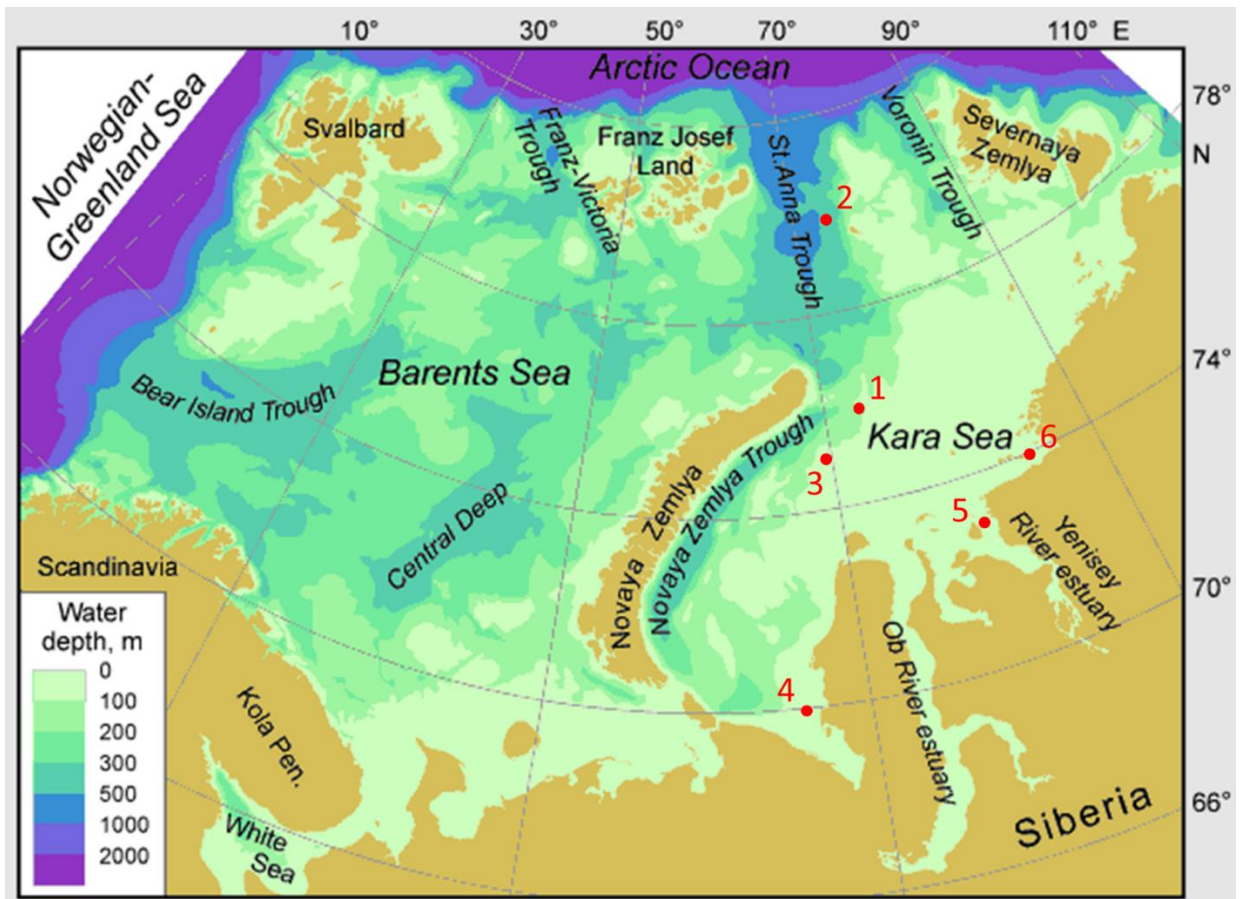 10°
30°
50°
70°
90°
110° E
Arctic Ocean
78°
N
74°
70°
66°
Norwegian-
Greenland Sea
Svalbard
Franz-Victoria
Trough
Franz Josef
Land
St.Anna Trough
Voronin Trough
Severnaya
Zemlya
2
Bear Island Trough
Barents Sea
1
Kara Sea
6
3
5
Central Deep
Novaya Zemlya
Novaya Zemlya Trough
Yenisey
River estuary
Ob River estuary
4
Scandinavia
Kola Pen.
White
Sea
Siberia
Water
depth, m
0
100
200
300
500
1000
2000